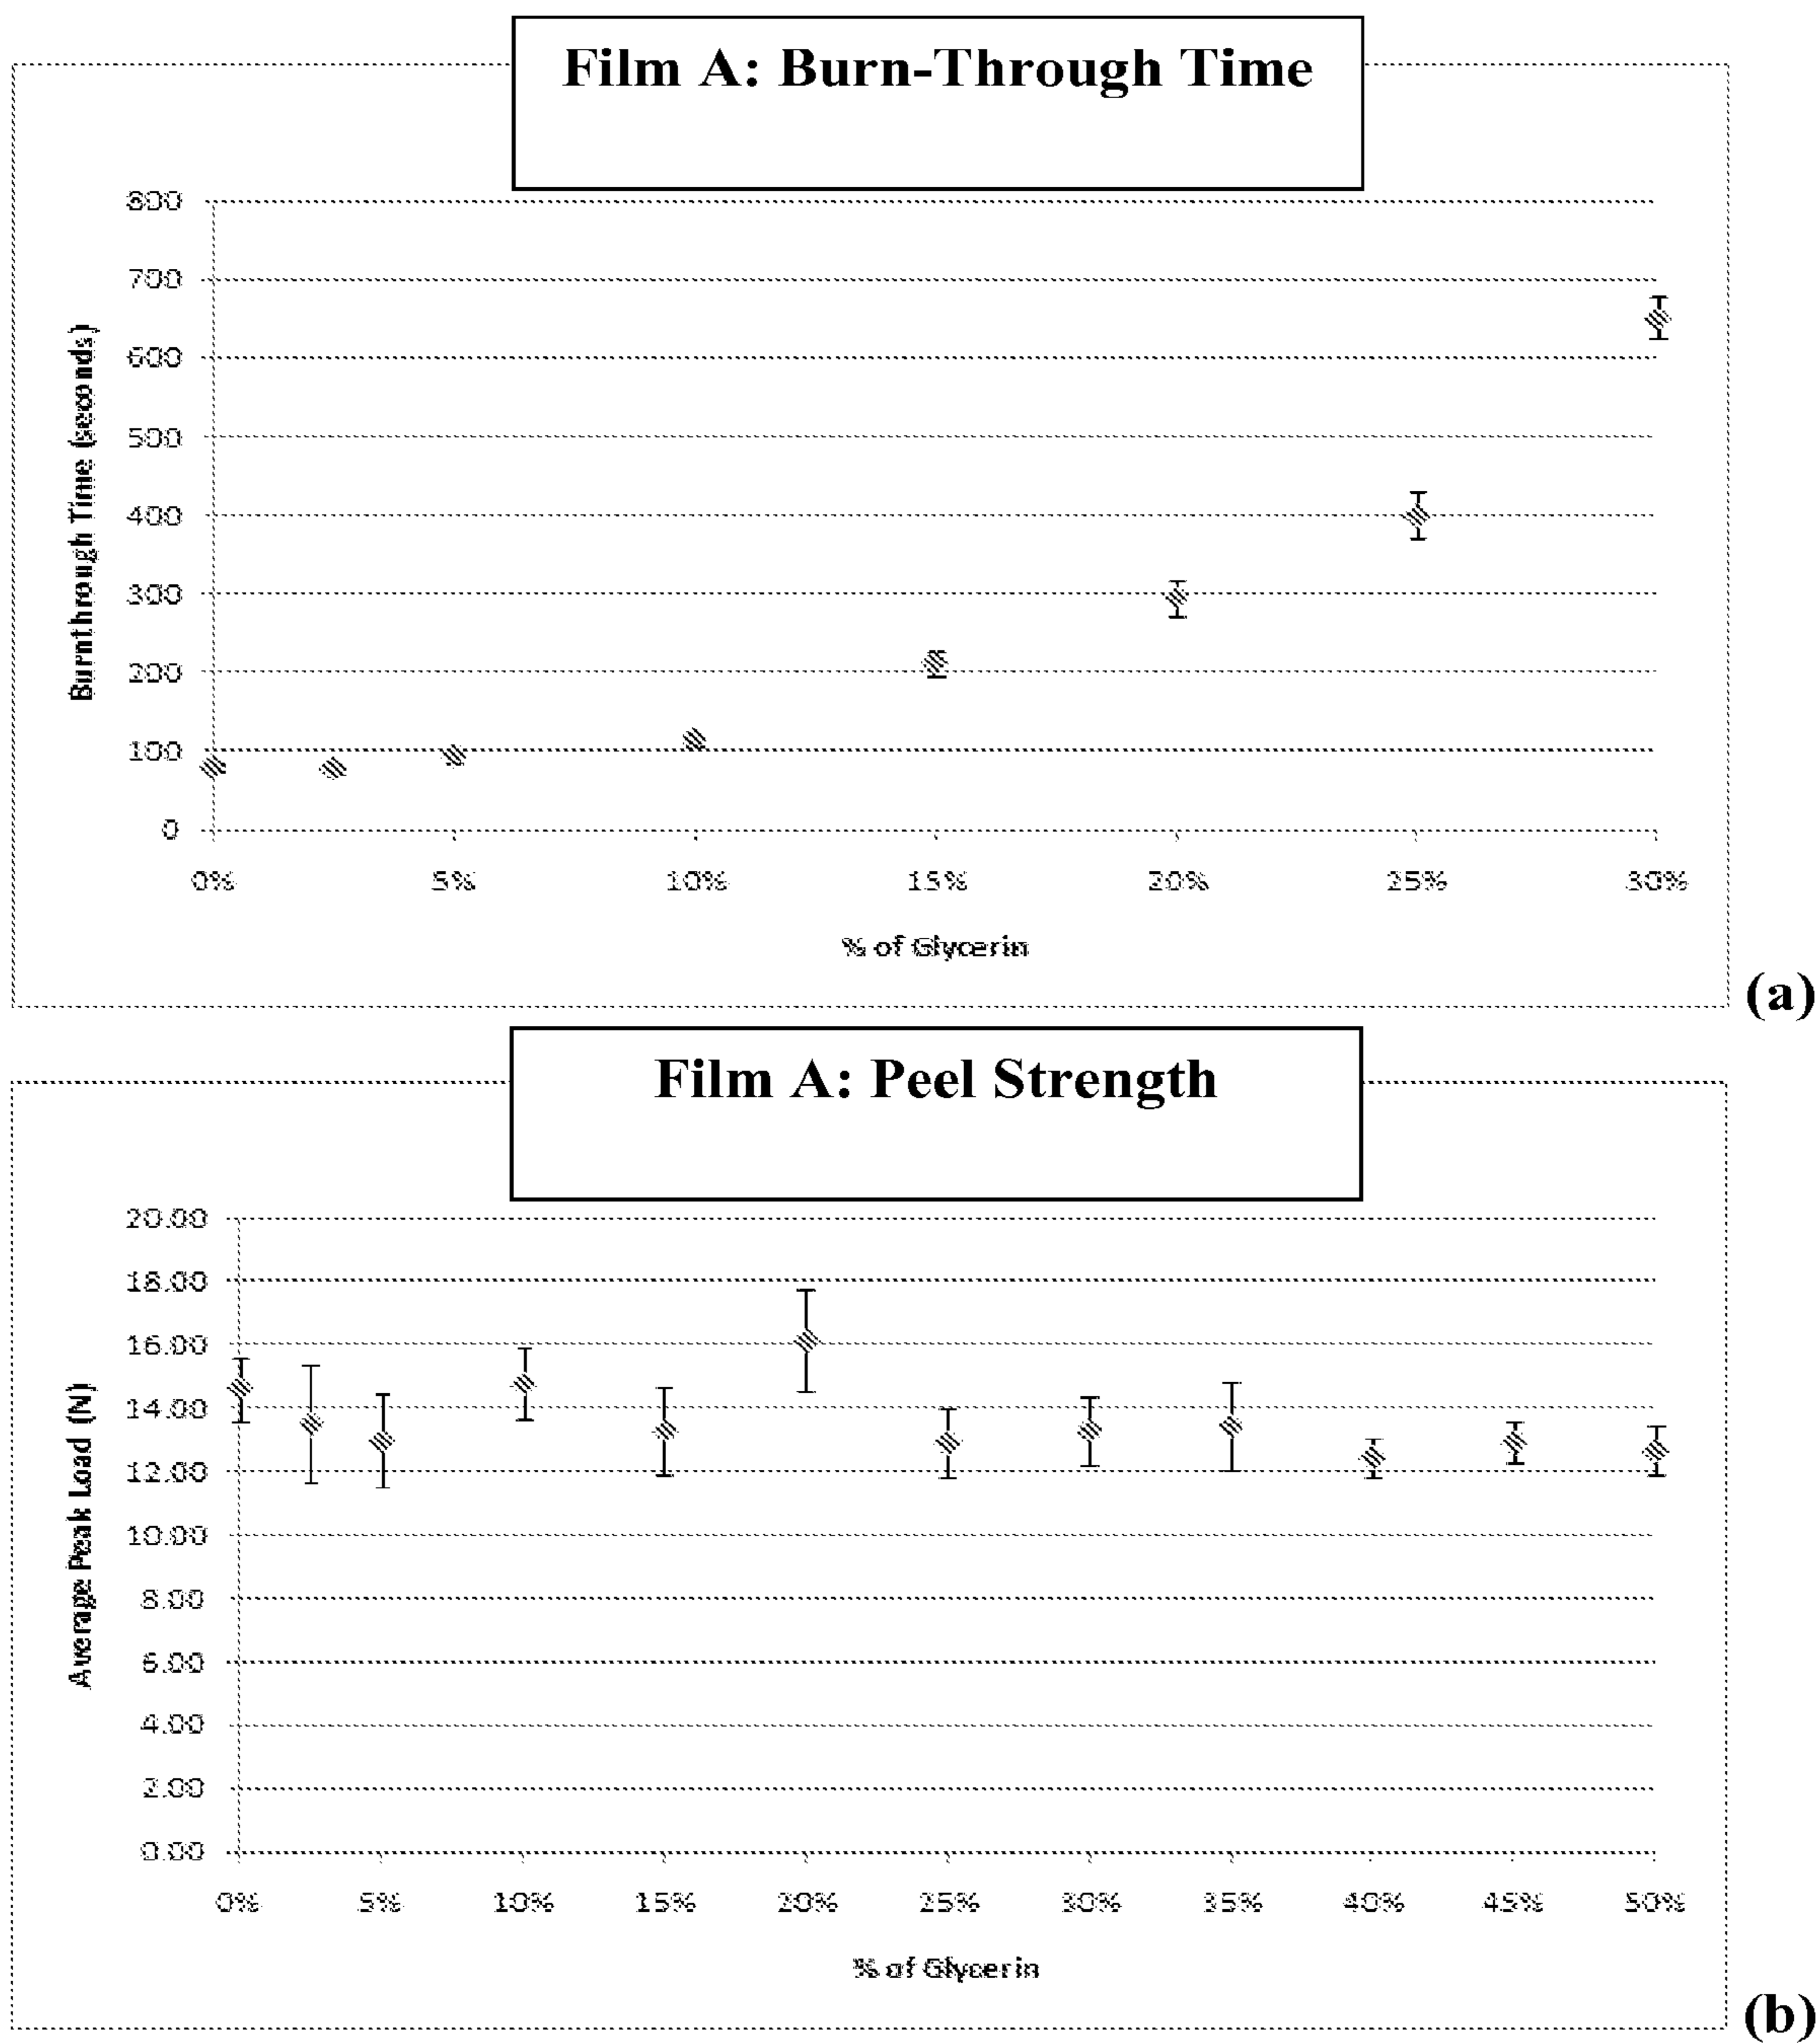 Film A: Burn-Through Time
800
700
600
500
400
300
200
100
0
Burnthrough Time (seconds)
0% 5% 10% 15% 20% 25% 30%
% of Glycerin
(a)
Film A: Peel Strength
20.00
18.00
16.00
14.00
12.00
10.00
8.00
6.00
4.00
2.00
0.00
Average Peak Load (N)
0% 5% 10% 15% 20% 25% 30% 35% 40% 45% 50%
% of Glycerin
(b)